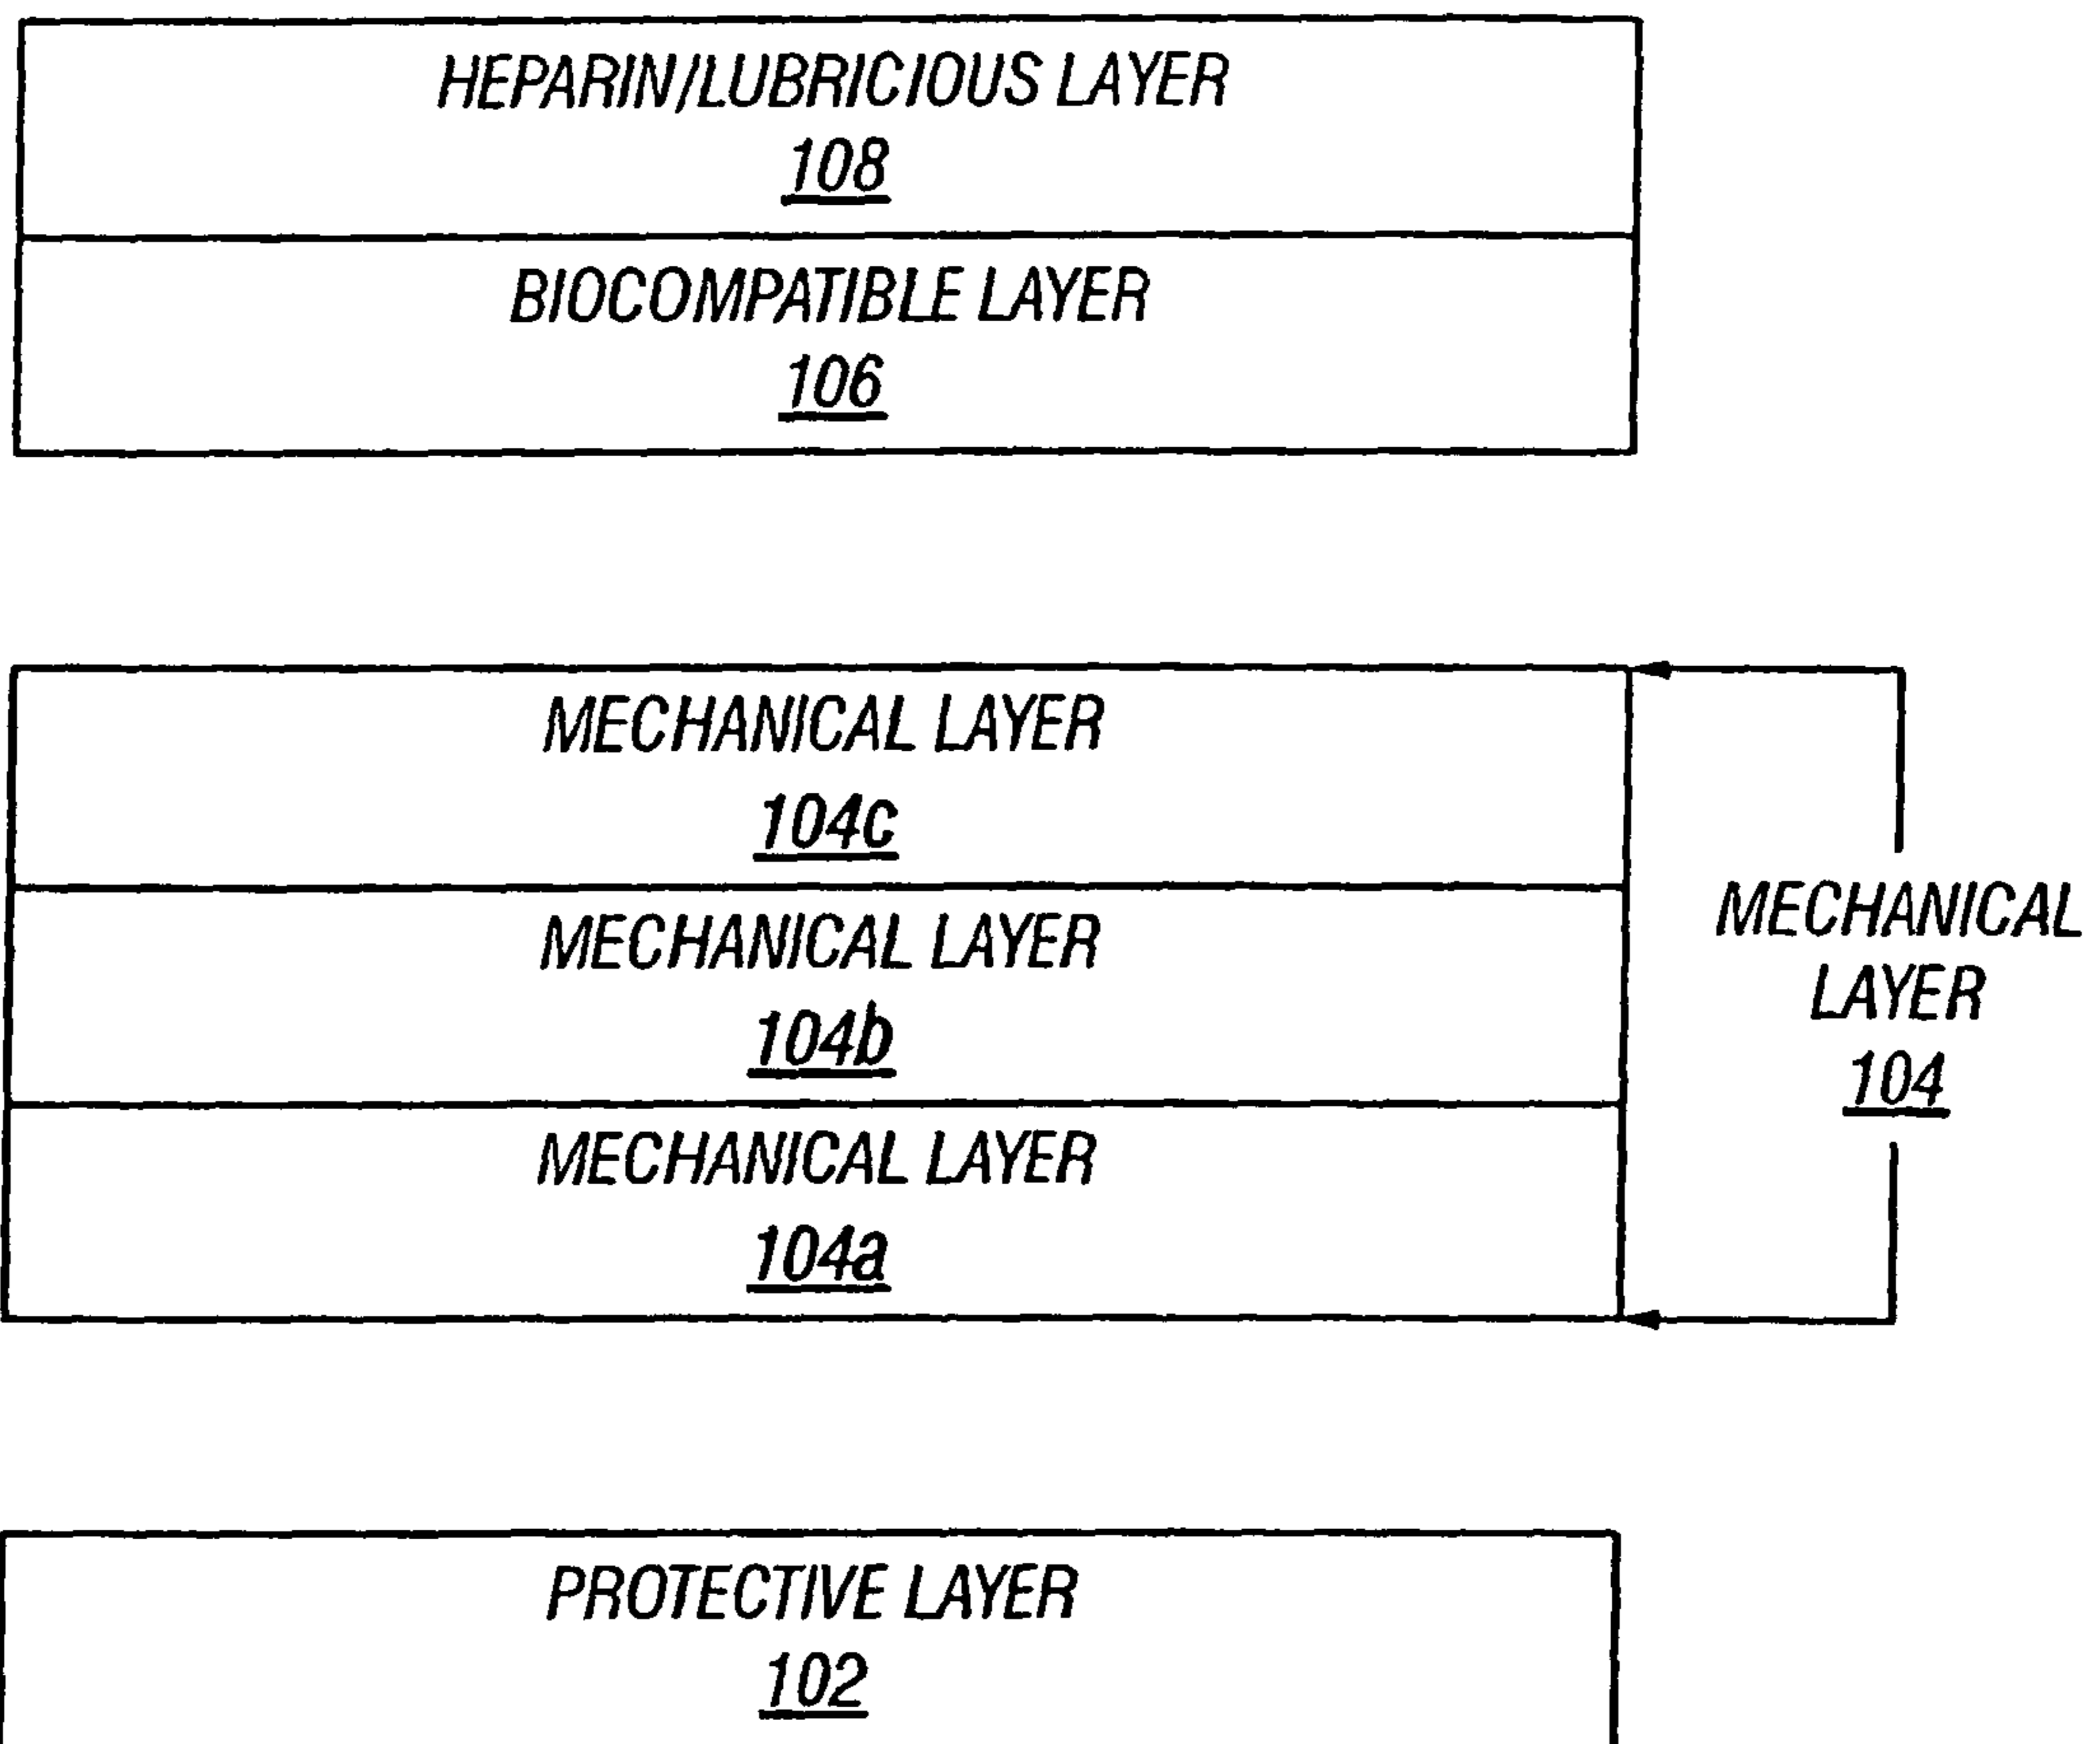 HEPARIN/LUBRICIOUS LAYER
108
BIOCOMPATIBLE LAYER
106
MECHANICAL LAYER
104c
MECHANICAL LAYER
104b
MECHANICAL LAYER
104a
MECHANICAL
LAYER
104
PROTECTIVE LAYER
102